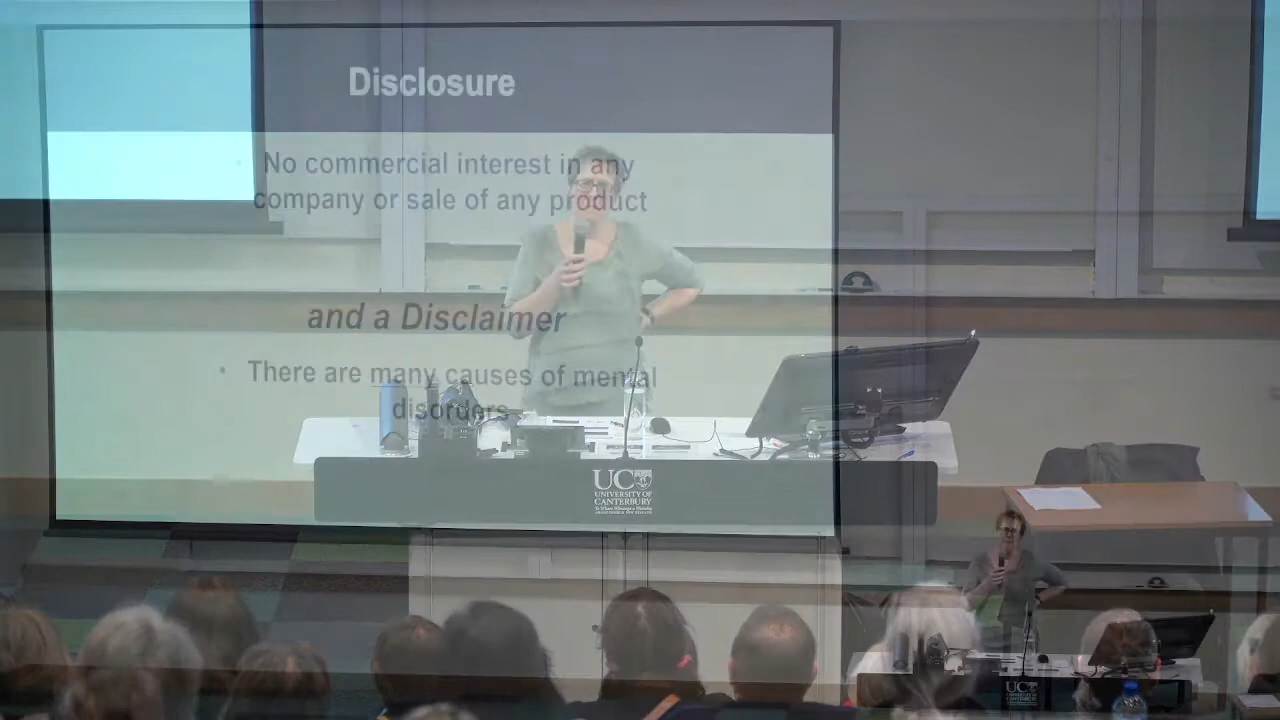 Disclosure
• No commercial interest in any
company or sale of any product
and a Disclaimer
• There are many causes of mental
disorders
UC
UNIVERSITY OF
CANTERBURY
UC